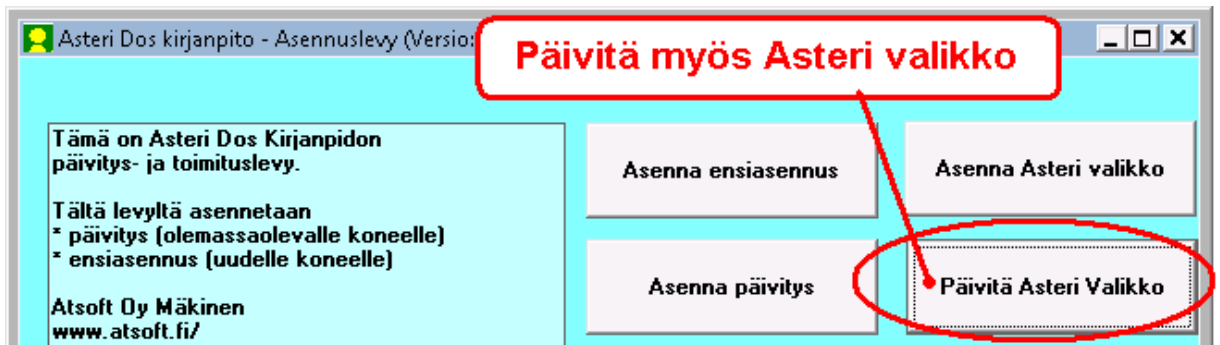 Asteri Dos kirjanpito - Asennuslevy (Versio:
Päivitä myös Asteri valikko
Tämä on Asteri Dos Kirjanpidon
päivitys- ja toimituslevy.
Tältä levyltä asennetaan
* päivitys (olemassaolevalle koneelle)
* ensiasennus (uudelle koneelle)
Atsoft Oy Mäkinen
www.atsoft.fi/
Asenna ensiasennus
Asenna Asteri valikko
Asenna päivitys
Päivitä Asteri Valikko